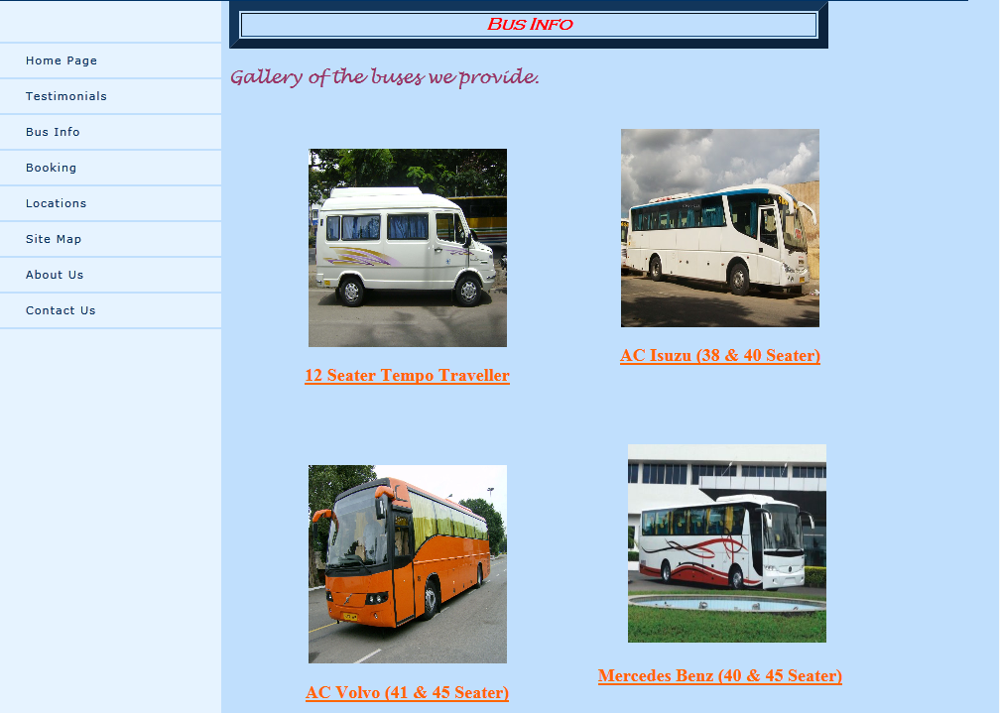 Bus Info
Home Page
Testimonials
Bus Info
Booking
Locations
Site Map
About Us
Contact Us
Gallery of the buses we provide.
12 Seater Tempo Traveller
AC Isuzu (38 & 40 Seater)
AC Volvo (41 & 45 Seater)
Mercedes Benz (40 & 45 Seater)